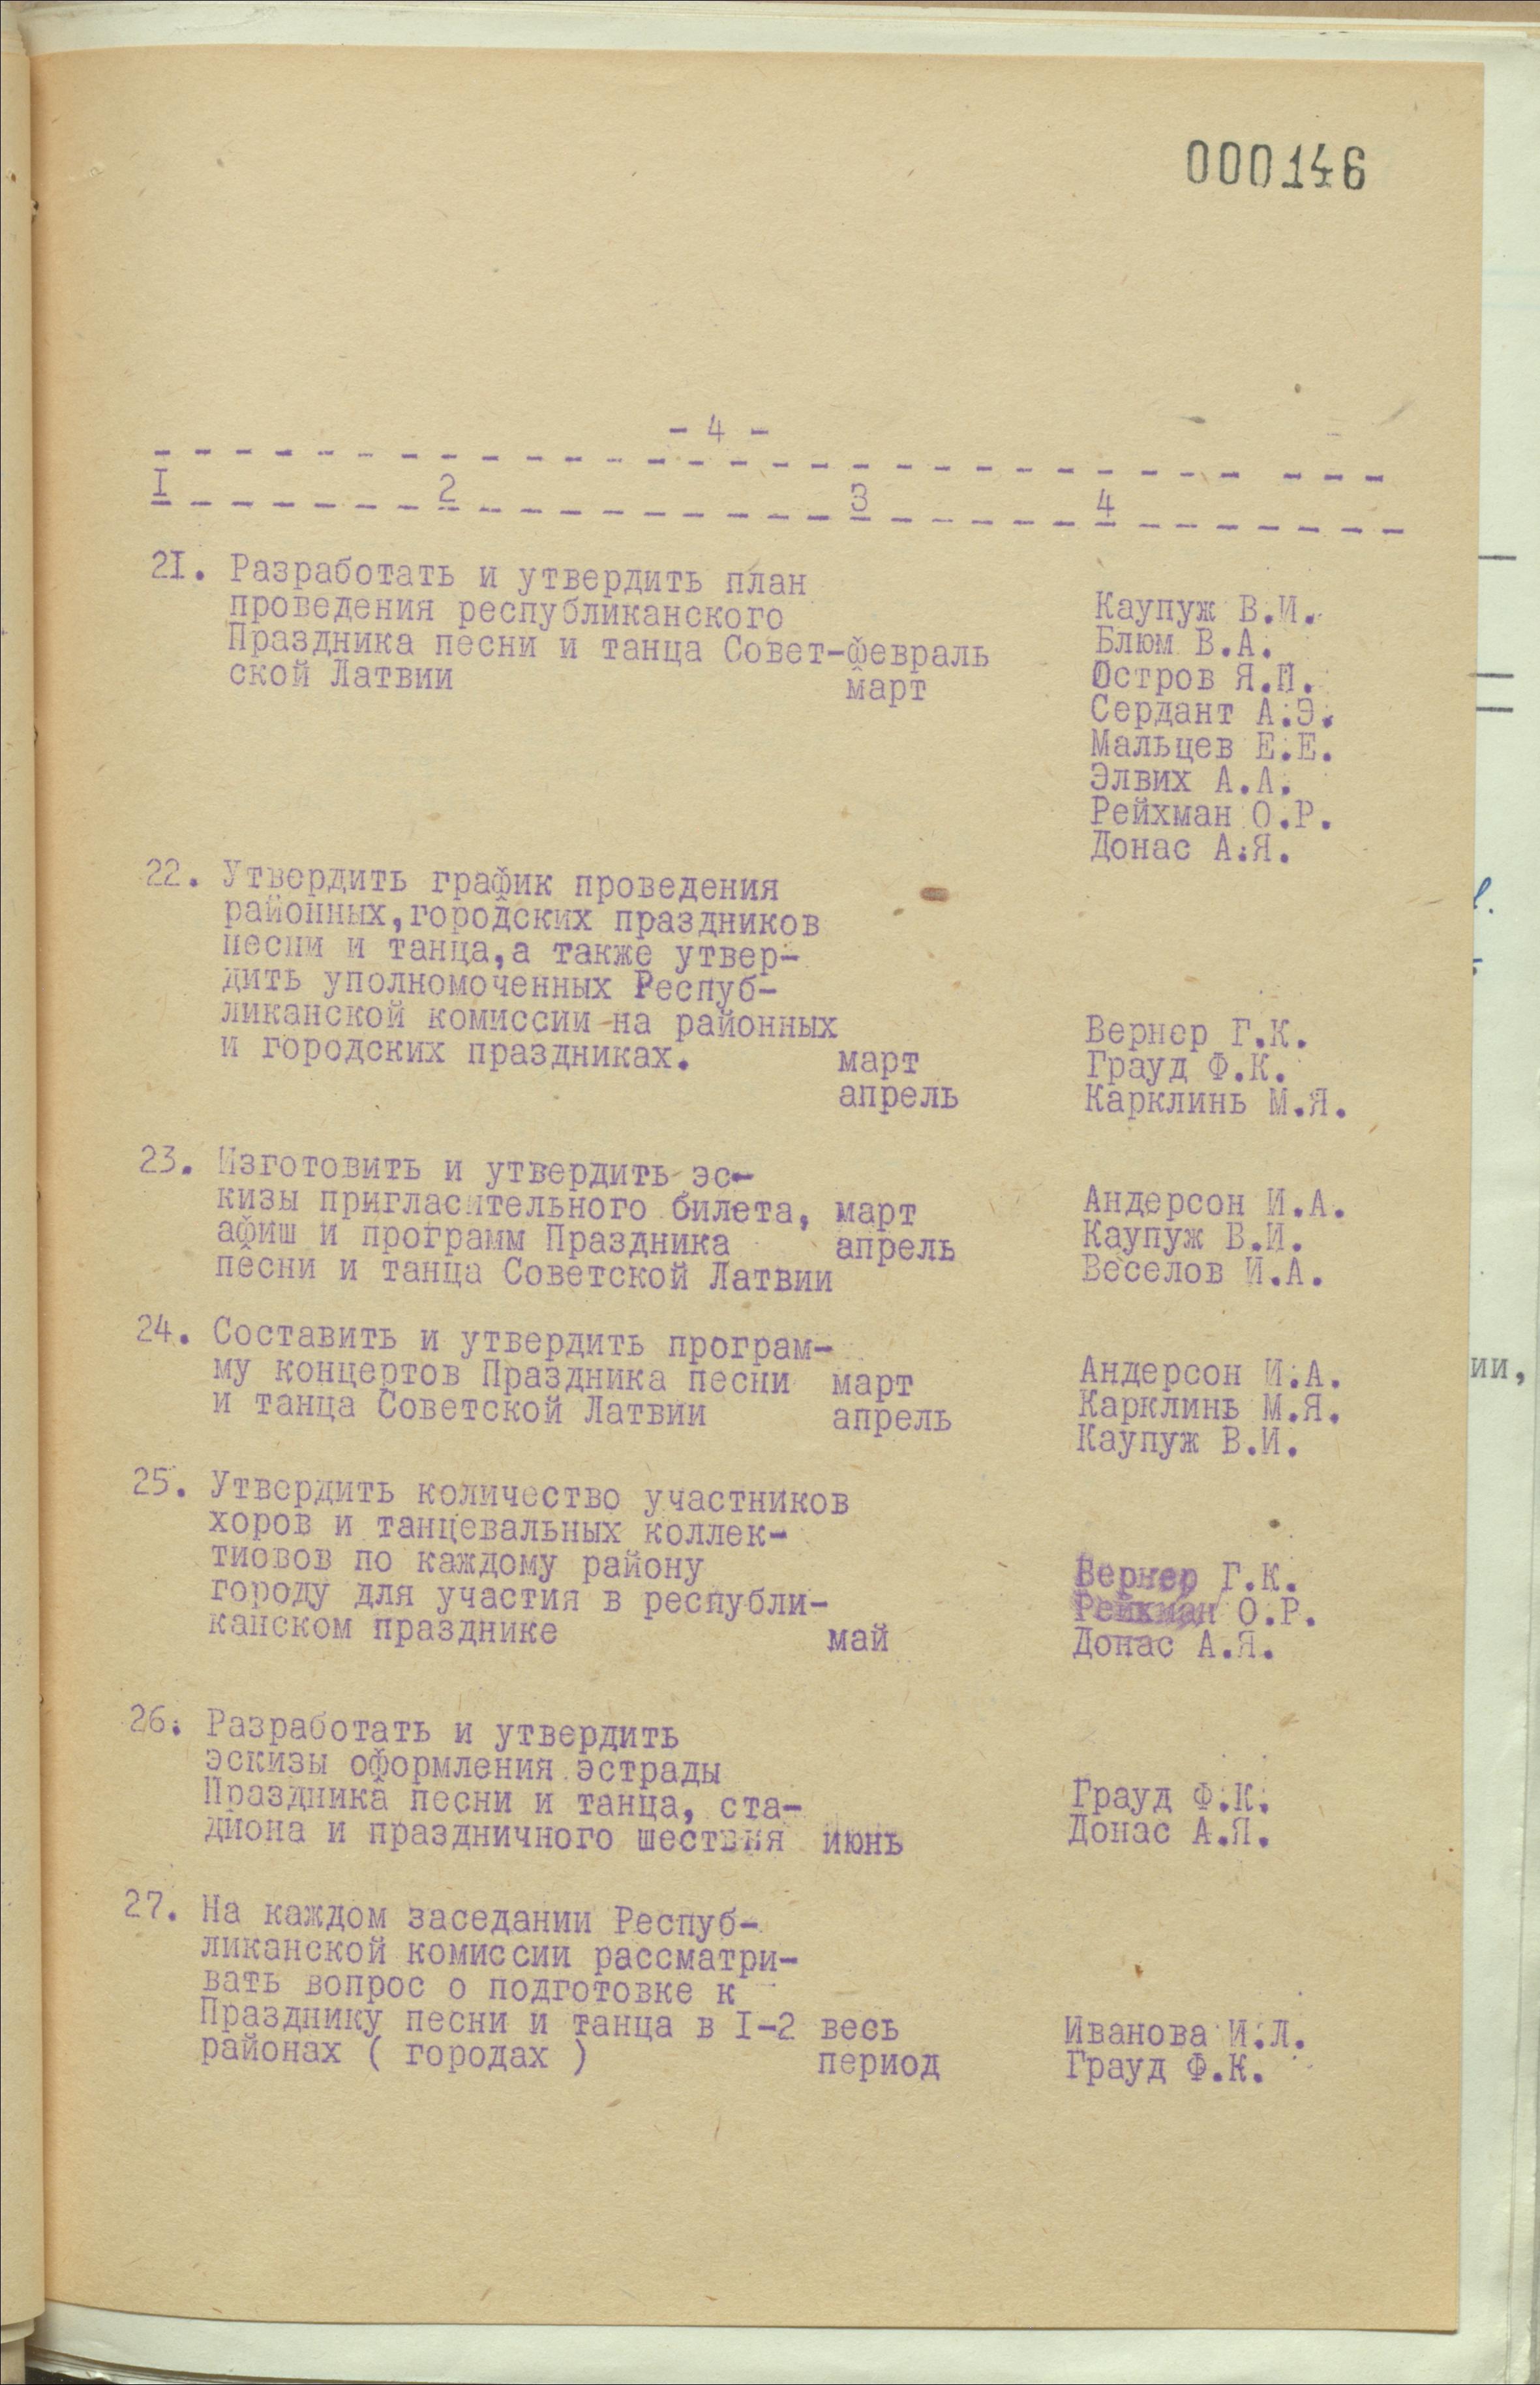 000146
- 4 -
I 2 3 4
21. Разработать и утвердить план
проведения республиканского Каупуж В.И.
Праздника песни и танца Совет-февраль Блюм В.А.
ской Латвии март Остров Я.П.
Сердант А.Э.
Мальцев Е.Е.
Элвих А.А.
Рейхман О.Р.
Донас А.Я.
22. Утвердить график проведения
районных,городских праздников
песни и танца,а также утвер-
дить уполномоченных Респуб-
ликанской комиссии на районных Вернер Г.К.
и городских праздниках. март Грауд Ф.К.
апрель Карклинь М.Я.
23. Изготовить и утвердить эс-
кизы пригласительного билета, март Андерсон И.А.
афиш и программ Праздника апрель Каупуж В.И.
песни и танца Советской Латвии Веселов И.А.
24. Составить и утвердить програм-
му концертов Праздника песни март Андерсон И.А.
и танца Советской Латвии апрель Карклинь М.Я.
Каупуж В.И.
25. Утвердить количество участников
хоров и танцевальных коллек-
тиовов по каждому району
городу для участия в республи- Вернер Г.К.
канском празднике май Рейхман О.Р.
Донас А.Я.
26. Разработать и утвердить
эскизы оформления эстрады
Праздника песни и танца, ста- Грауд Ф.К.
диона и праздничного шествия июнь Донас А.Я.
27. На каждом заседании Респуб-
ликанской комиссии рассматри-
вать вопрос о подготовке к
Празднику песни и танца в I-2 весь Иванова И.Л.
районах ( городах ) период Грауд Ф.К.
ии,